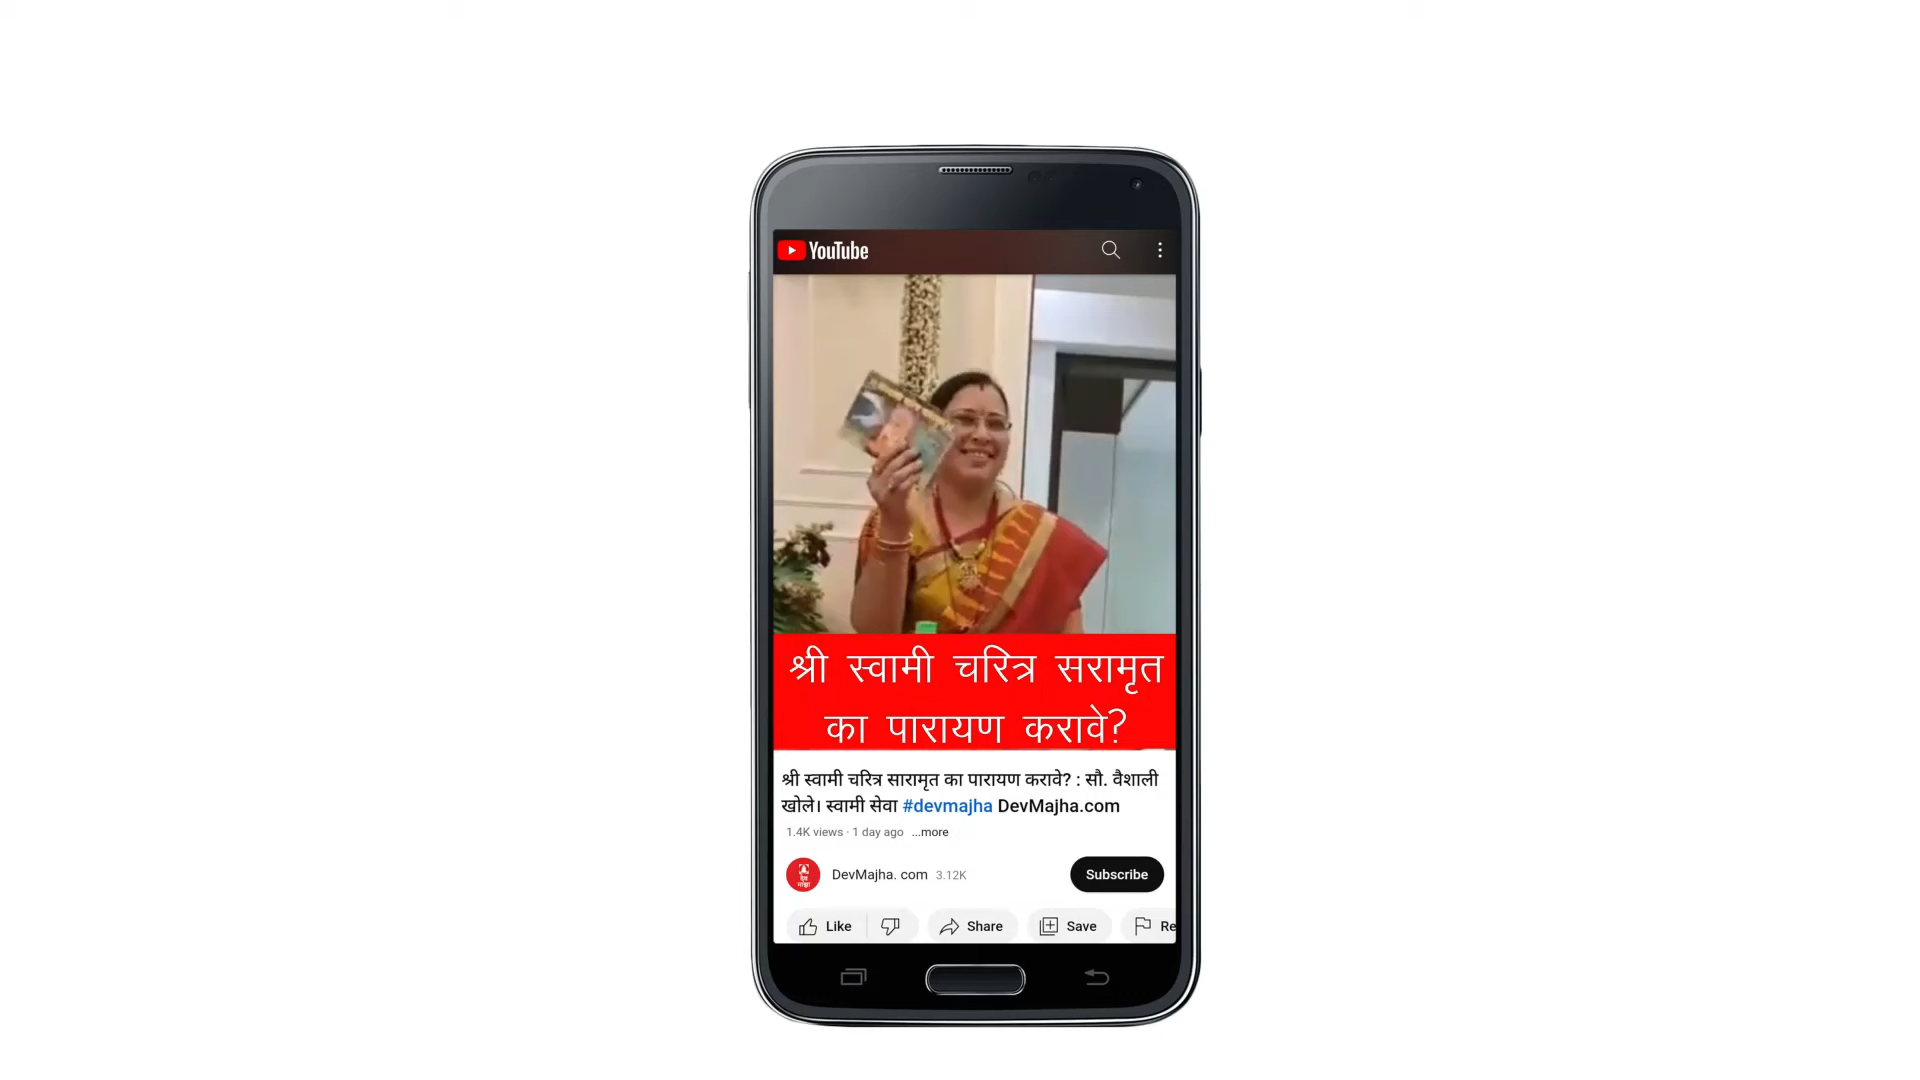 YouTube
श्री स्वामी चरित्र सरामृत
का पारायण करावे?
श्री स्वामी चरित्र सारामृत का पारायण करावे? : सौ. वैशाली
खोले। स्वामी सेवा #devmajha DevMajha.com
1.4K views · 1 day ago ...more
देव
माझा
DevMajha. com 3.12K Subscribe
Like Share Save Re